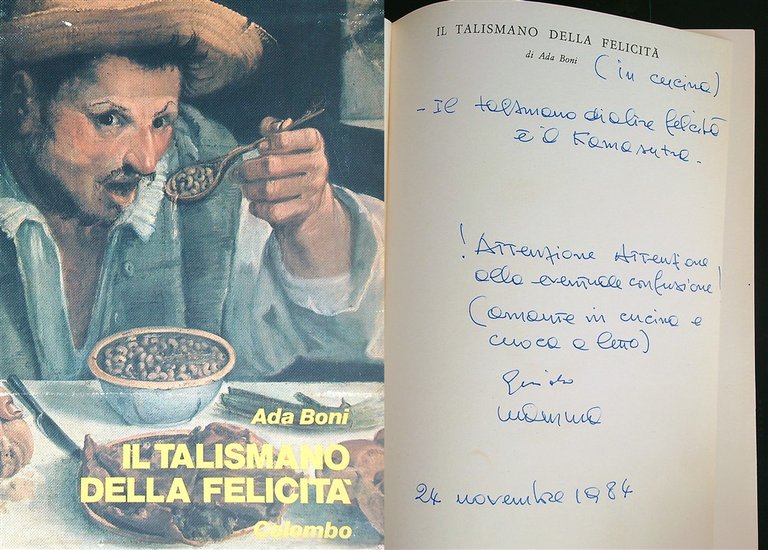 Ada Boni
IL TALISMANO
DELLA FELICITÀ
Colombo
IL TALISMANO DELLA FELICITÀ
di Ada Boni
(in cucina)
- Il talismano di altre felicità
è il Kamasutra.
! Attenzione Attenzione
alla eventuale confusione!
(amante in cucina e
cuoca a letto)
mamma
24 novembre 1984